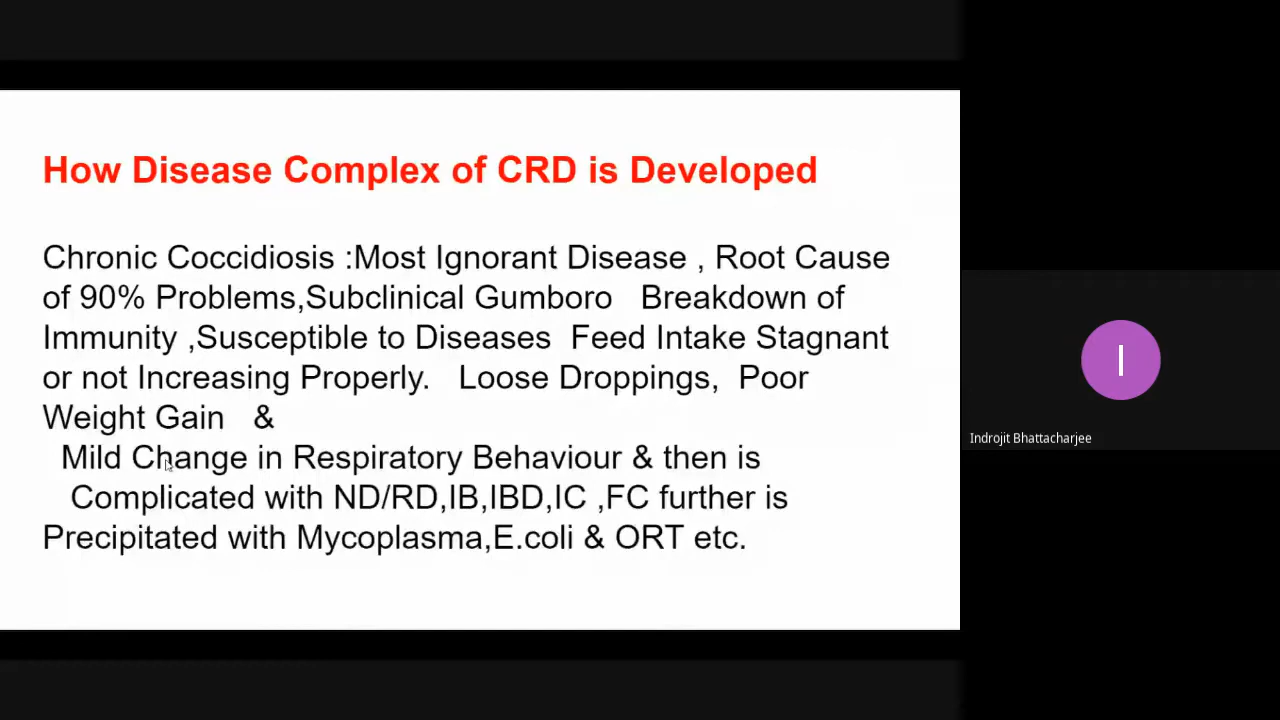 How Disease Complex of CRD is Developed
Chronic Coccidiosis :Most Ignorant Disease , Root Cause
of 90% Problems,Subclinical Gumboro   Breakdown of
Immunity ,Susceptible to Diseases  Feed Intake Stagnant
or not Increasing Properly.   Loose Droppings,  Poor
Weight Gain   &
Mild Change in Respiratory Behaviour & then is
Complicated with ND/RD,IB,IBD,IC ,FC further is
Precipitated with Mycoplasma,E.coli & ORT etc.
I
Indrojit Bhattacharjee